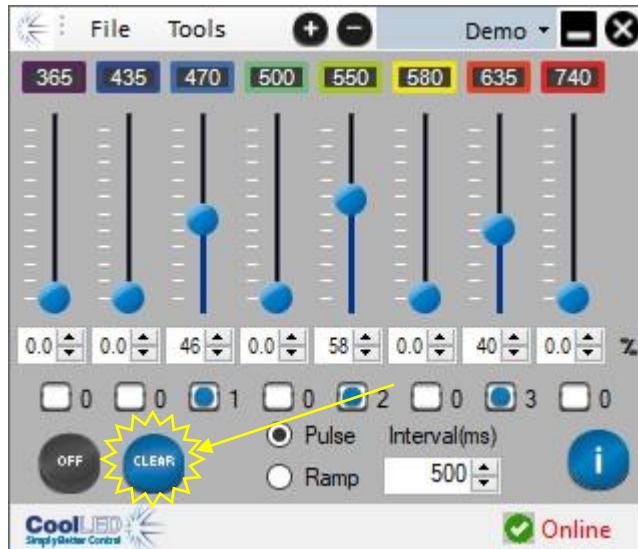 File Tools + − Demo
365 435 470 500 550 580 635 740
0.0 0.0 46 0.0 58 0.0 40 0.0 %
0 0 1 0 2 0 3 0
OFF CLEAR Pulse Interval(ms)
Ramp 500 i
CoolLED
Simply Better Control
Online